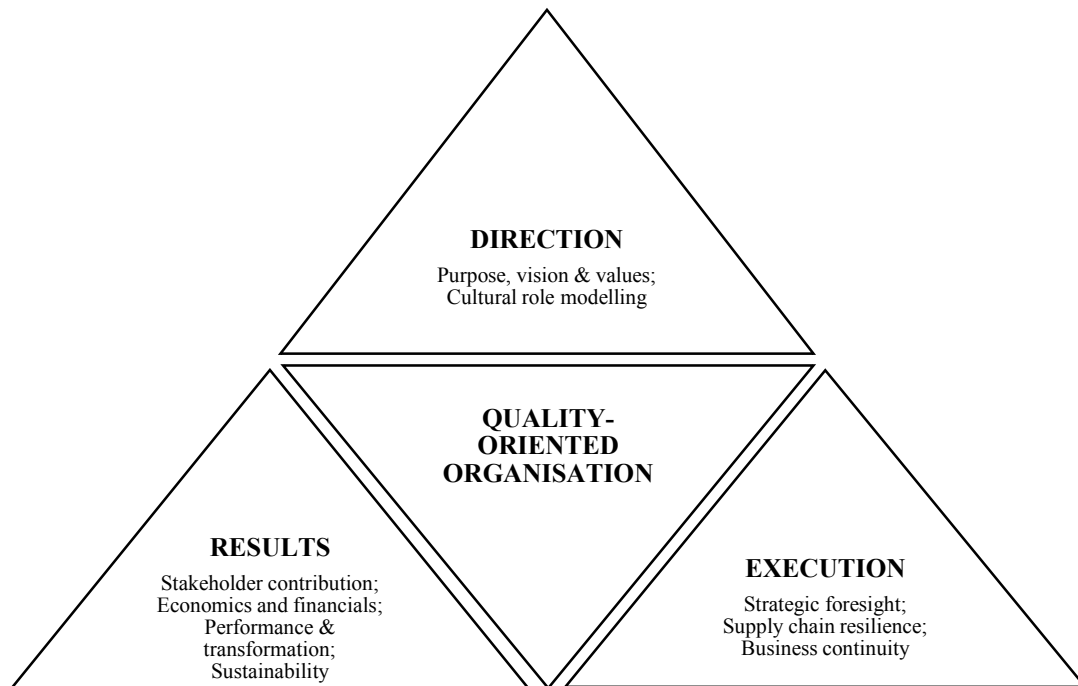 DIRECTION
Purpose, vision & values;
Cultural role modelling
QUALITY-
ORIENTED
ORGANISATION
RESULTS
Stakeholder contribution;
Economics and financials;
Performance &
transformation;
Sustainability
EXECUTION
Strategic foresight;
Supply chain resilience;
Business continuity